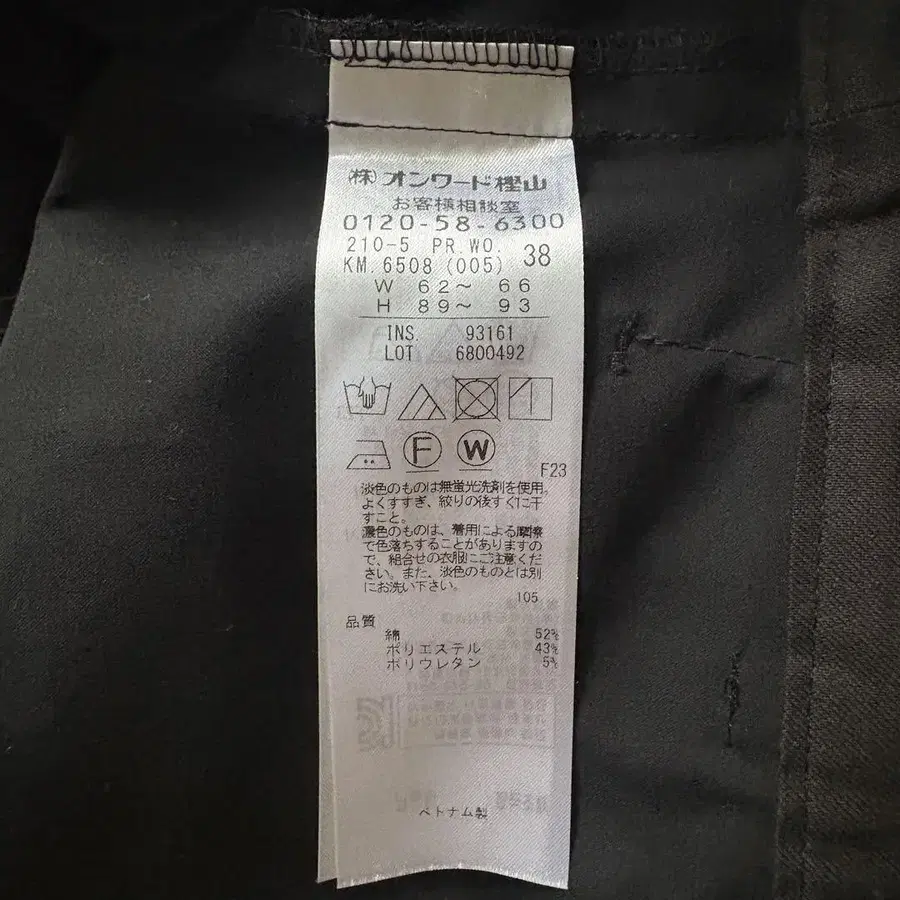 (株)オンワード樫山
お客様相談室
0120-58-6300
210-5 PR.WO. 38
KM.6508 (005)
W 62～ 66
H 89～ 93
INS. 93161
LOT 6800492
F
W
F23
淡色のものは無蛍光洗剤を使用。
よくすすぎ、絞りの後すぐに干
すこと。
濃色のものは、着用による摩擦
で色落ちすることがありますの
で、組合せの衣服にご注意くだ
さい。また、淡色のものとは別
にお洗い下さい。
105
品質
綿 52%
ポリエステル 43%
ポリウレタン 5%
ベトナム製